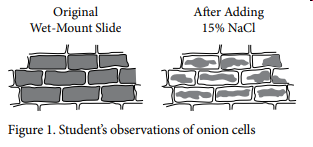 Original
Wet-Mount Slide
After Adding
15% NaCl
Figure 1. Student's observations of onion cells